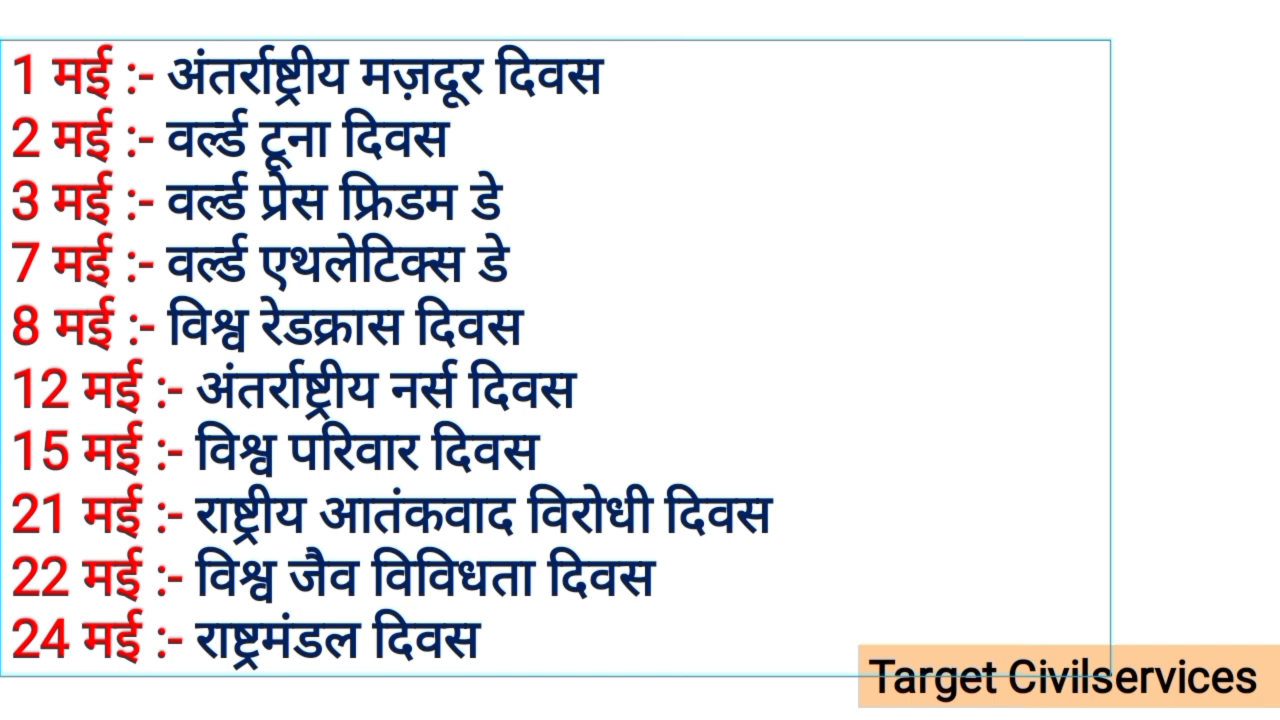 1 मई :- अंतर्राष्ट्रीय मज़दूर दिवस
2 मई :- वर्ल्ड टूना दिवस
3 मई :- वर्ल्ड प्रेस फ्रिडम डे
7 मई :- वर्ल्ड एथलेटिक्स डे
8 मई :- विश्व रेडक्रास दिवस
12 मई :- अंतर्राष्ट्रीय नर्स दिवस
15 मई :- विश्व परिवार दिवस
21 मई :- राष्ट्रीय आतंकवाद विरोधी दिवस
22 मई :- विश्व जैव विविधता दिवस
24 मई :- राष्ट्रमंडल दिवस
Target Civilservices